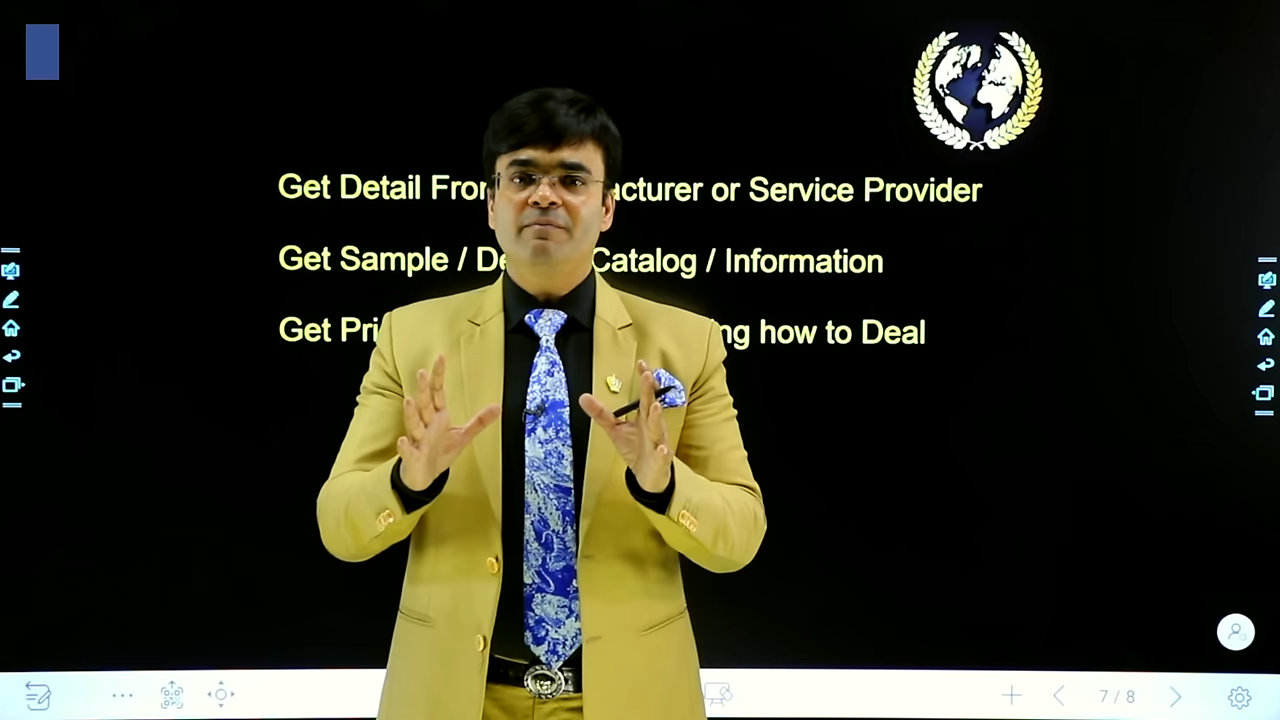 Get Detail From acturer or Service Provider
Get Sample / De Catalog / Information
Get Pri ng how to Deal
7 / 8